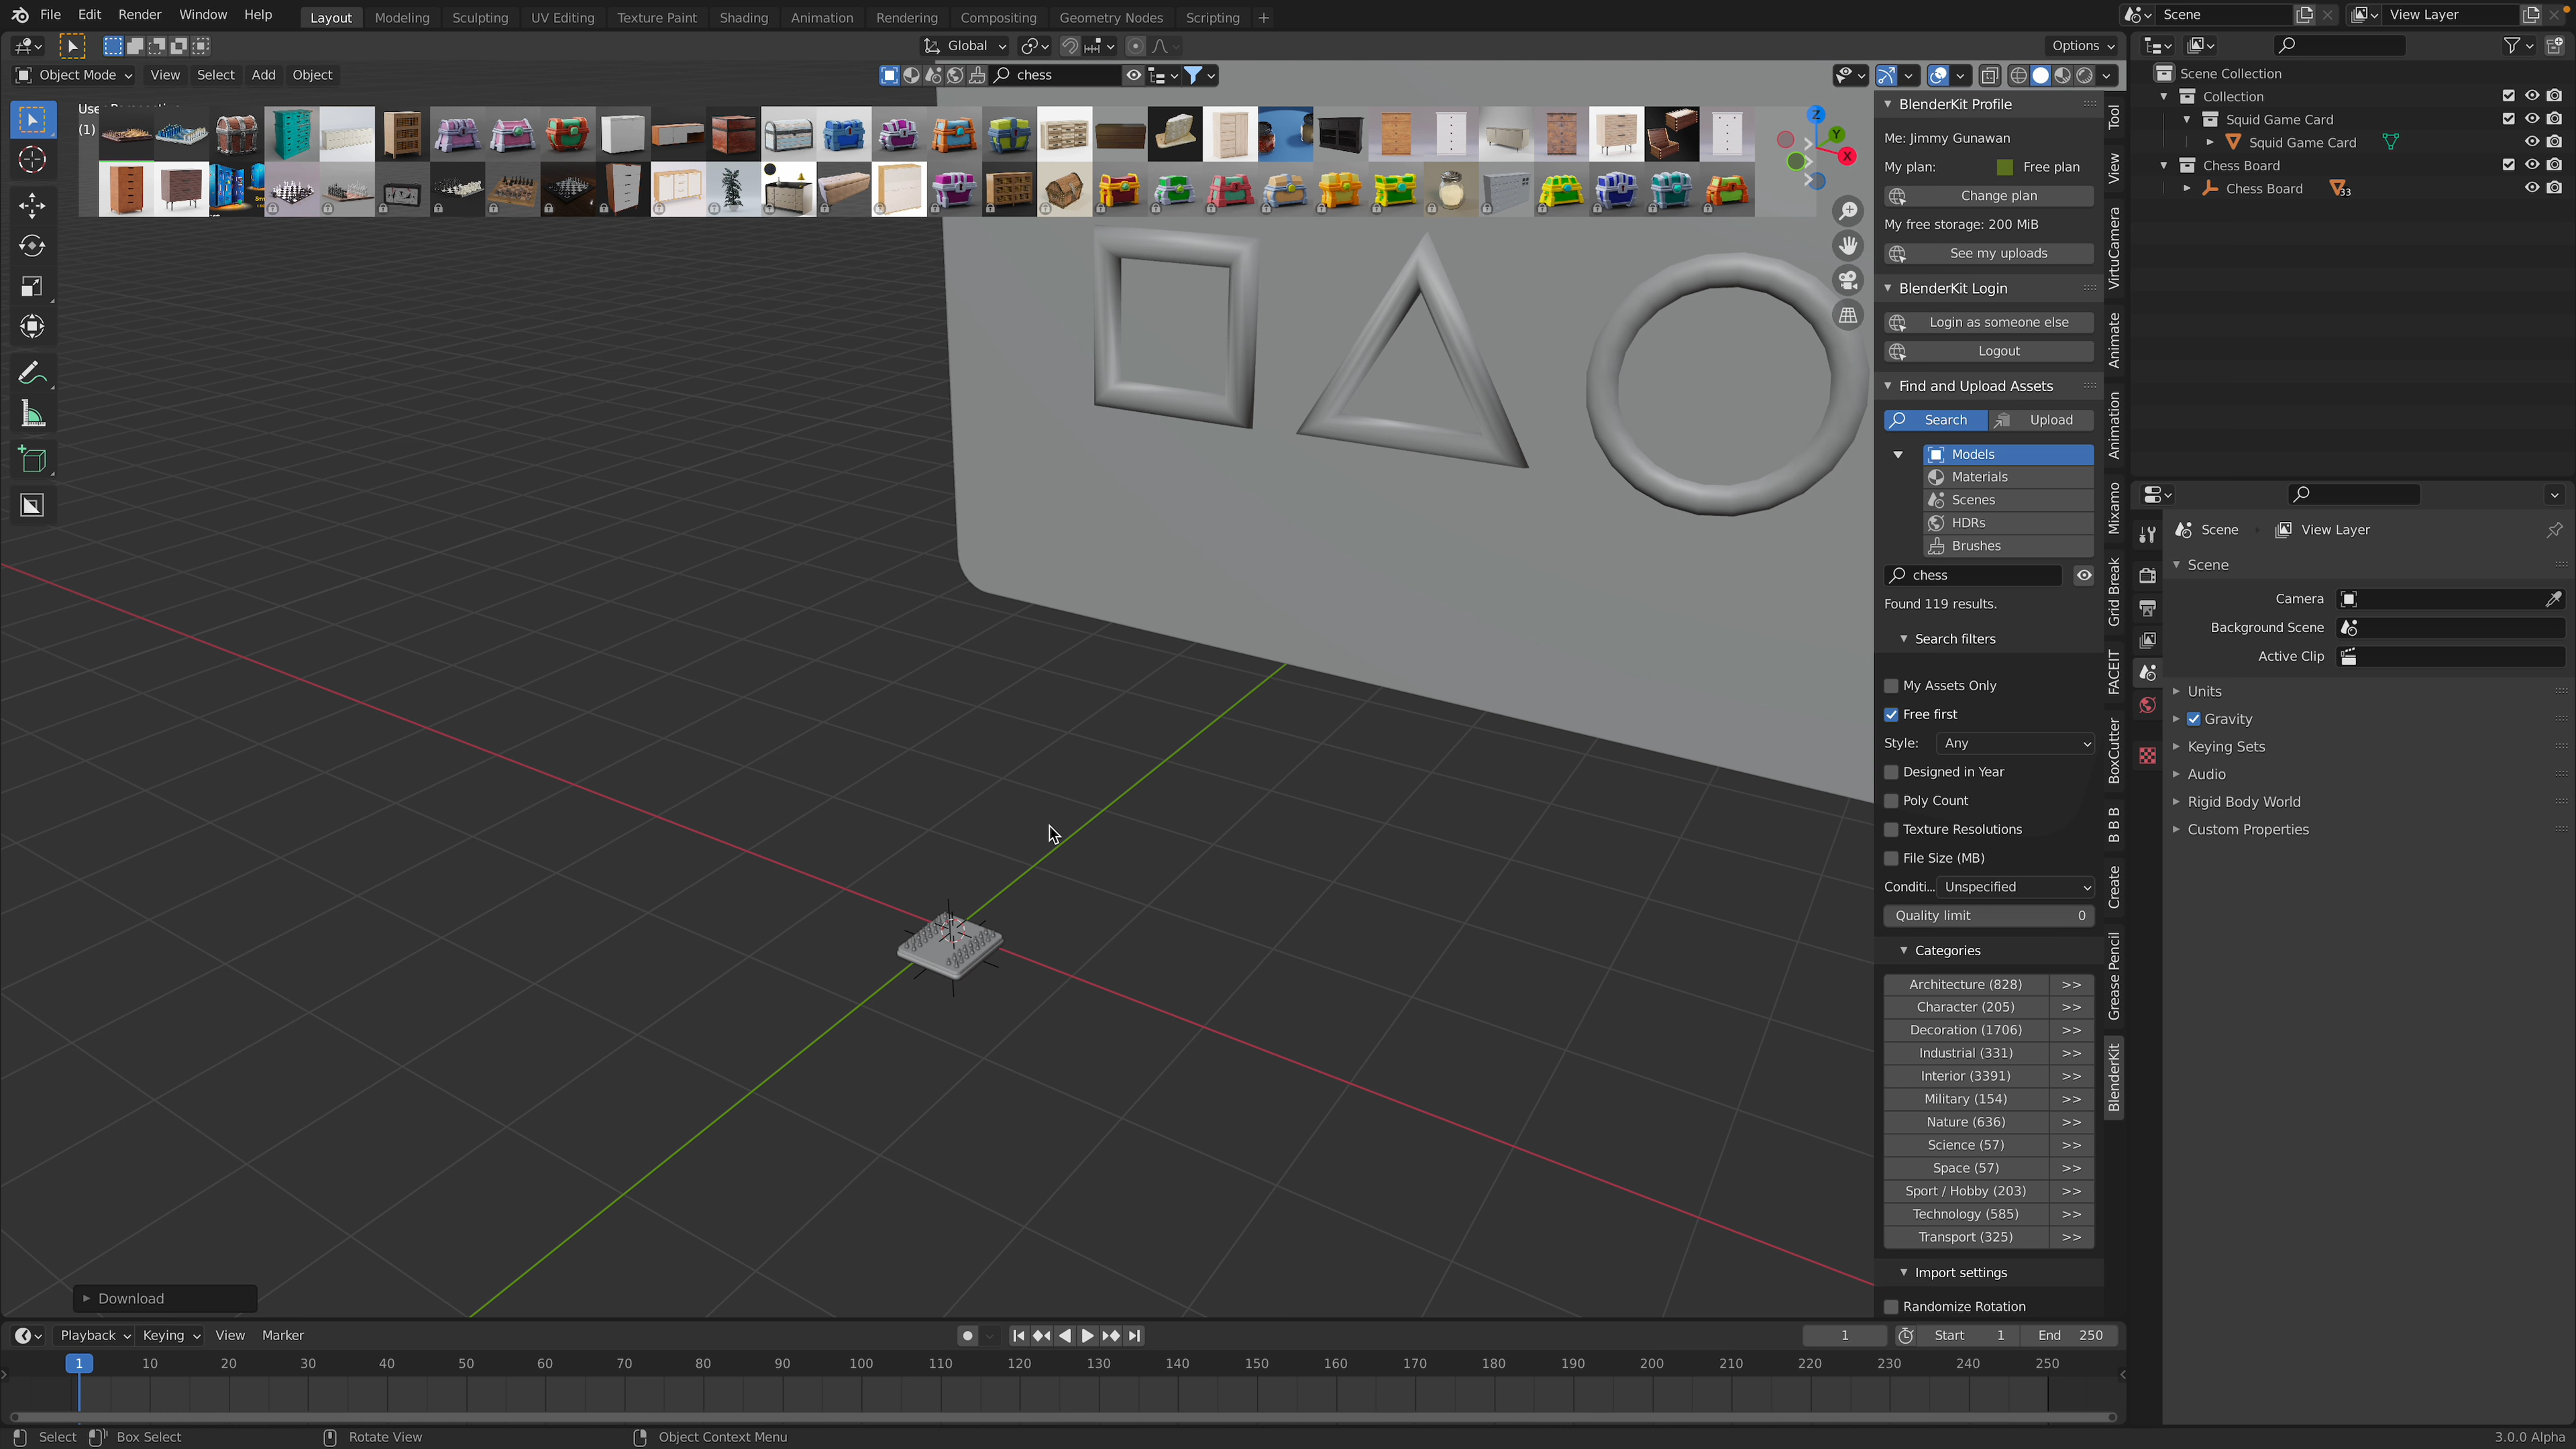 File Edit Render Window Help Layout Modeling Sculpting UV Editing Texture Paint Shading Animation Rendering Compositing Geometry Nodes Scripting + Scene View Layer
Global Options
Object Mode View Select Add Object chess
Scene Collection
Collection
Squid Game Card
Squid Game Card
Chess Board
Chess Board 33
(1)
Z
Y
X
BlenderKit Profile
Me: Jimmy Gunawan
My plan: Free plan
Change plan
My free storage: 200 MiB
See my uploads
BlenderKit Login
Login as someone else
Logout
Find and Upload Assets
Search Upload
Models
Materials
Scenes
HDRs
Brushes
chess
Found 119 results.
Search filters
My Assets Only
Free first
Style: Any
Designed in Year
Poly Count
Texture Resolutions
File Size (MB)
Conditi... Unspecified
Quality limit 0
Categories
Architecture (828) >>
Character (205) >>
Decoration (1706) >>
Industrial (331) >>
Interior (3391) >>
Military (154) >>
Nature (636) >>
Science (57) >>
Space (57) >>
Sport / Hobby (203) >>
Technology (585) >>
Transport (325) >>
Import settings
Randomize Rotation
Tool
View
VirtuCamera
Animate
Animation
Mixamo
Grid Break
FACEIT
BoxCutter
B B B
Create
Grease Pencil
BlenderKit
Scene View Layer
Scene
Camera
Background Scene
Active Clip
Units
Gravity
Keying Sets
Audio
Rigid Body World
Custom Properties
Download
Playback Keying View Marker 1 Start 1 End 250
1 10 20 30 40 50 60 70 80 90 100 110 120 130 140 150 160 170 180 190 200 210 220 230 240 250
Select Box Select Rotate View Object Context Menu 3.0.0 Alpha